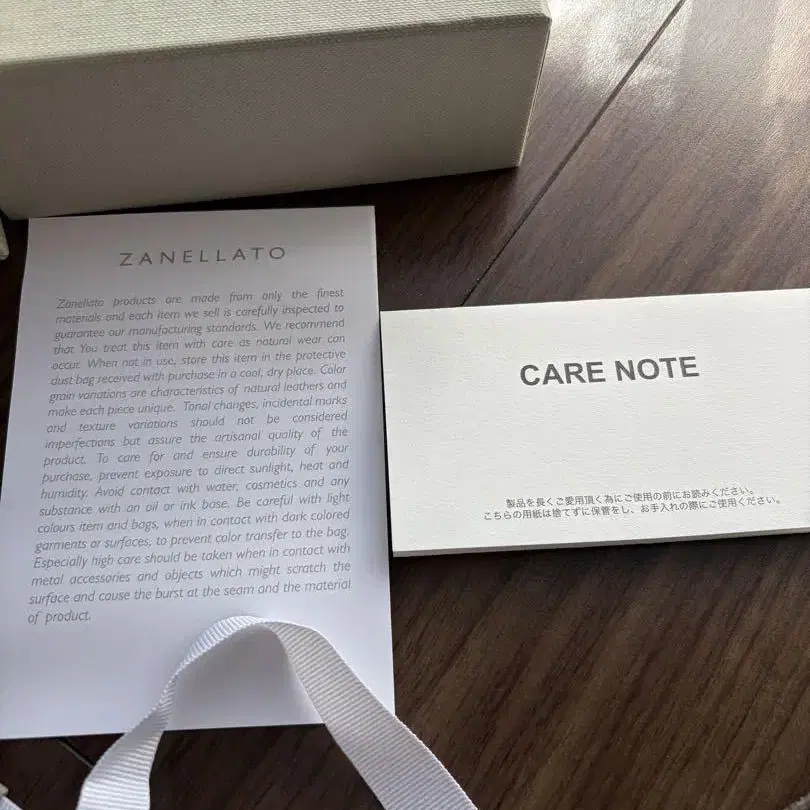 ZANELLATO
Zanellato products are made from only the finest
materials and each item we sell is carefully inspected to
guarantee our manufacturing standards. We recommend
that You treat this item with care as natural wear can
occur. When not in use, store this item in the protective
dust bag received with purchase in a cool, dry place. Color
grain variations are characteristics of natural leathers and
make each piece unique. Tonal changes, incidental marks
and texture variations should not be considered
imperfections but assure the artisanal quality of the
product. To care for and ensure durability of your
purchase, prevent exposure to direct sunlight, heat and
humidity. Avoid contact with water, cosmetics and any
substance with an oil or ink base. Be careful with light
colours item and bags, when in contact with dark colored
garments or surfaces, to prevent color transfer to the bag.
Especially high care should be taken when in contact with
metal accessories and objects which might scratch the
surface and cause the burst at the seam and the material
of product.
CARE NOTE
製品を長くご愛用頂く為にご使用の前にお読みください。
こちらの用紙は捨てずに保管をし、お手入れの際にご使用ください。